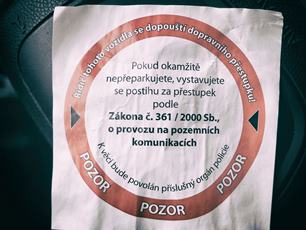 Řidič tohoto vozidla se dopouští dopravního přestupku!
Pokud okamžitě
nepřeparkujete, vystavujete
se postihu za přestupek
podle
Zákona č. 361 / 2000 Sb.,
o provozu na pozemních
komunikacích
K věci bude povolán příslušný orgán policie
POZOR
POZOR
POZOR